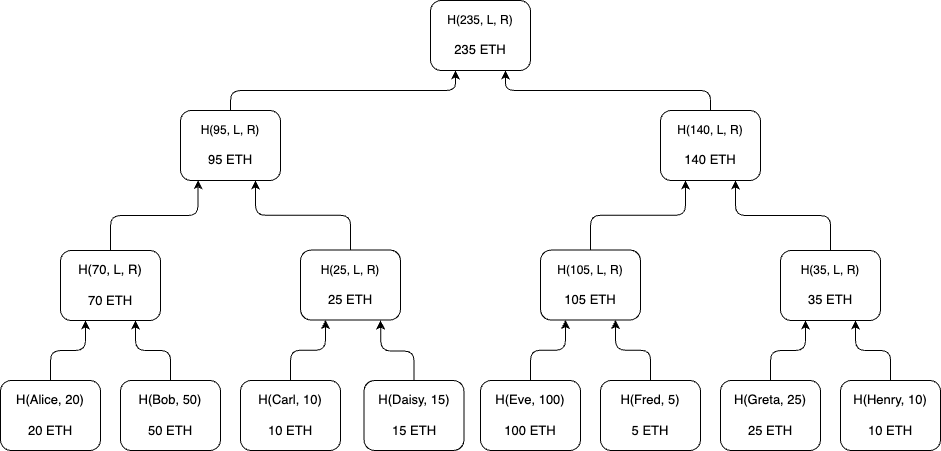 H(235, L, R)
235 ETH
H(95, L, R)
95 ETH
H(140, L, R)
140 ETH
H(70, L, R)
70 ETH
H(25, L, R)
25 ETH
H(105, L, R)
105 ETH
H(35, L, R)
35 ETH
H(Alice, 20)
20 ETH
H(Bob, 50)
50 ETH
H(Carl, 10)
10 ETH
H(Daisy, 15)
15 ETH
H(Eve, 100)
100 ETH
H(Fred, 5)
5 ETH
H(Greta, 25)
25 ETH
H(Henry, 10)
10 ETH